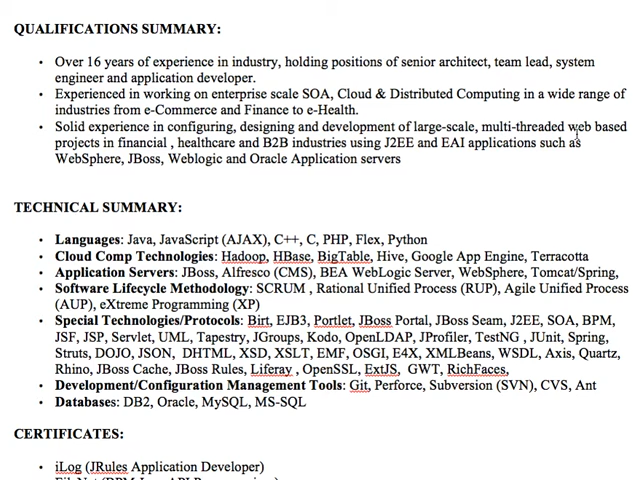 QUALIFICATIONS SUMMARY:
• Over 16 years of experience in industry, holding positions of senior architect, team lead, system
engineer and application developer.
• Experienced in working on enterprise scale SOA, Cloud & Distributed Computing in a wide range of
industries from e-Commerce and Finance to e-Health.
• Solid experience in configuring, designing and development of large-scale, multi-threaded web based
projects in financial , healthcare and B2B industries using J2EE and EAI applications such as
WebSphere, JBoss, Weblogic and Oracle Application servers
TECHNICAL SUMMARY:
• Languages: Java, JavaScript (AJAX), C++, C, PHP, Flex, Python
• Cloud Comp Technologies: Hadoop, HBase, BigTable, Hive, Google App Engine, Terracotta
• Application Servers: JBoss, Alfresco (CMS), BEA WebLogic Server, WebSphere, Tomcat/Spring,
• Software Lifecycle Methodology: SCRUM , Rational Unified Process (RUP), Agile Unified Process
(AUP), eXtreme Programming (XP)
• Special Technologies/Protocols: Birt, EJB3, Portlet, JBoss Portal, JBoss Seam, J2EE, SOA, BPM,
JSF, JSP, Servlet, UML, Tapestry, JGroups, Kodo, OpenLDAP, JProfiler, TestNG , JUnit, Spring,
Struts, DOJO, JSON, DHTML, XSD, XSLT, EMF, OSGI, E4X, XMLBeans, WSDL, Axis, Quartz,
Rhino, JBoss Cache, JBoss Rules, Liferay , OpenSSL, ExtJS, GWT, RichFaces,
• Development/Configuration Management Tools: Git, Perforce, Subversion (SVN), CVS, Ant
• Databases: DB2, Oracle, MySQL, MS-SQL
CERTIFICATES:
• iLog (JRules Application Developer)